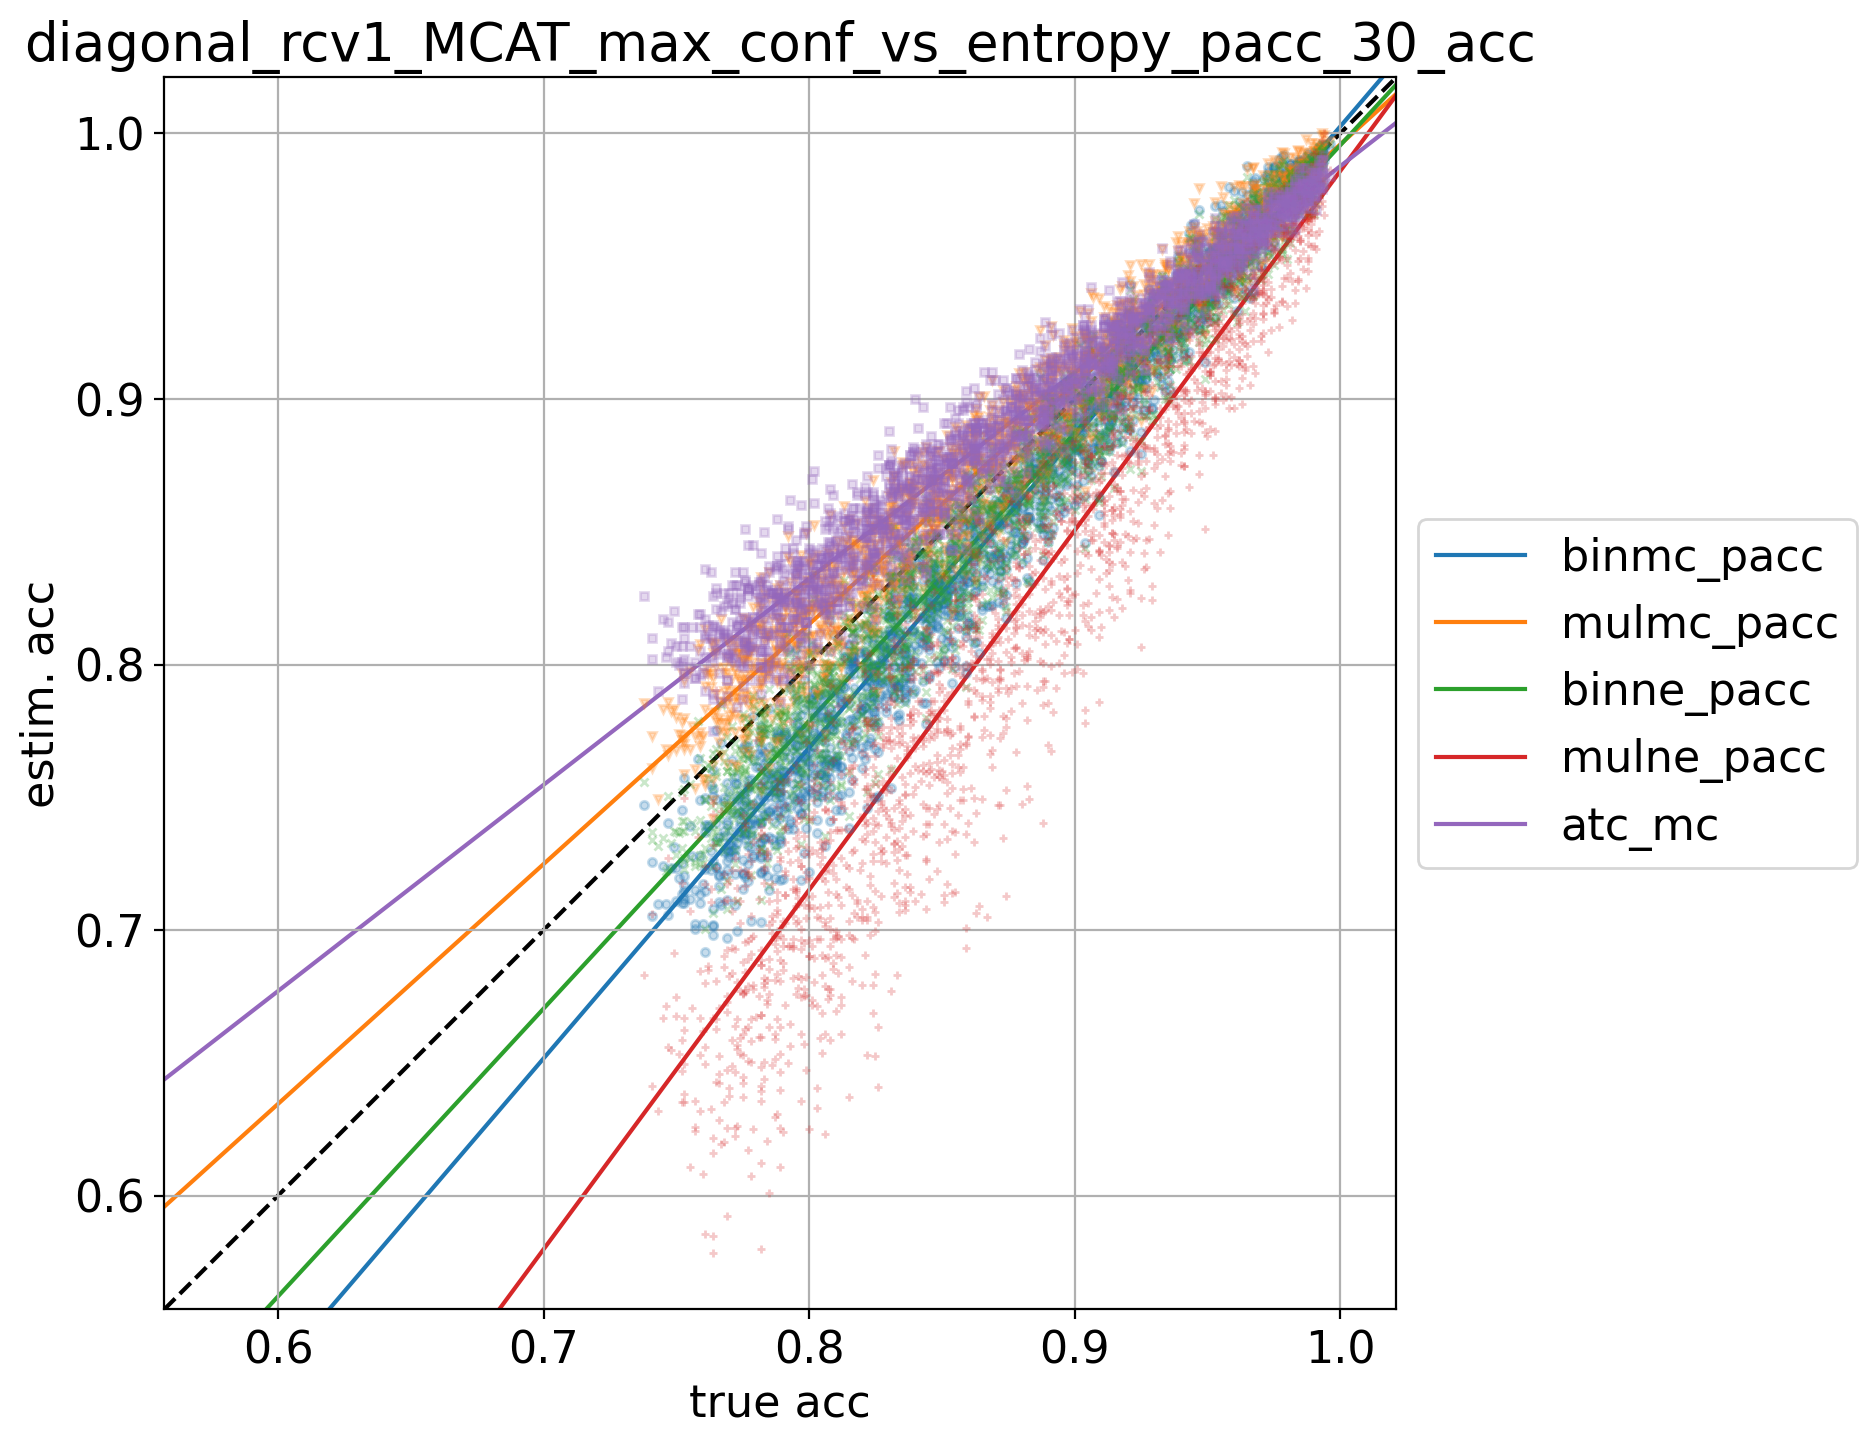 diagonal_rcv1_MCAT_max_conf_vs_entropy_pacc_30_acc
1.0
0.9
0.8
0.7
0.6
estim. acc
0.6 0.7 0.8 0.9 1.0
true acc
binmc_pacc
mulmc_pacc
binne_pacc
mulne_pacc
atc_mc